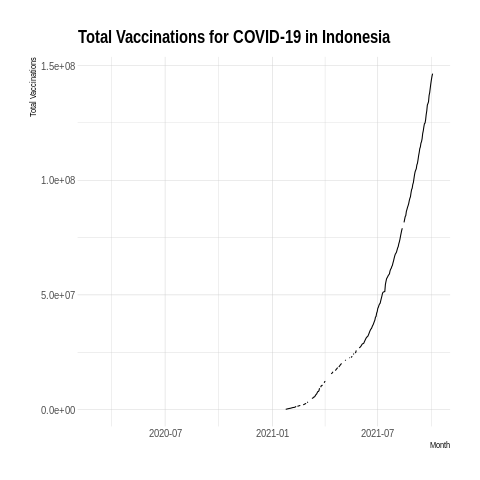 Total Vaccinations for COVID-19 in Indonesia
Total Vaccinations
1.5e+08
1.0e+08
5.0e+07
0.0e+00
2020-07
2021-01
2021-07
Month